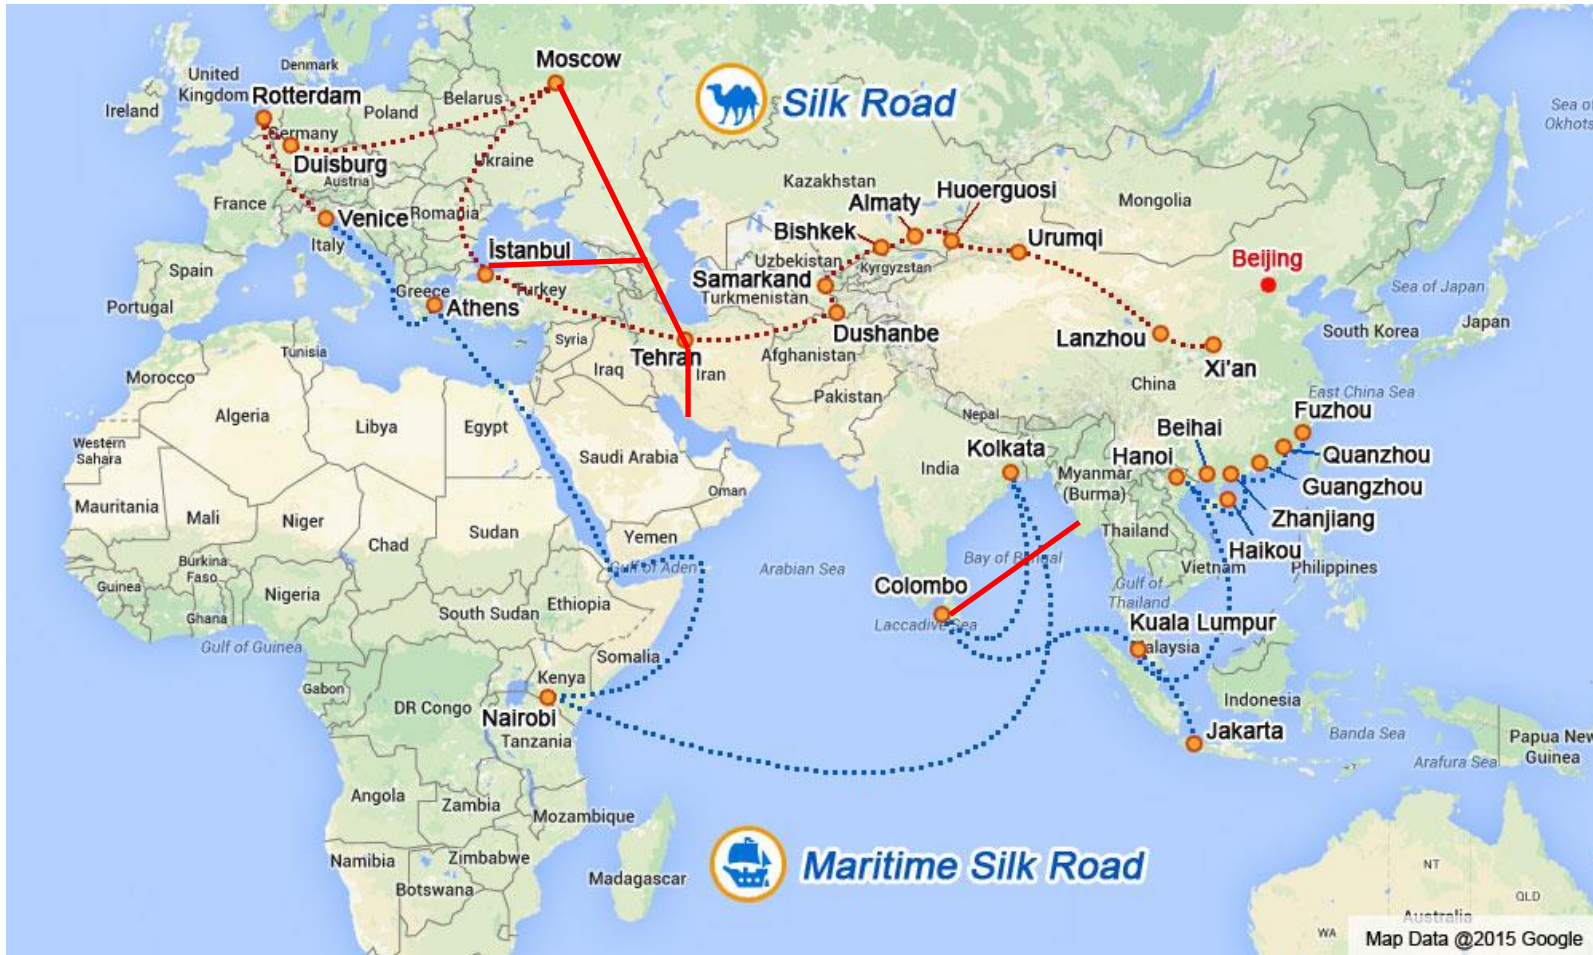 Moscow
Denmark
United
Kingdom
Ireland
Rotterdam
Poland
Belarus
Germany
Duisburg
Austria
Ukraine
France
Venice
Romania
Italy
Spain
Portugal
İstanbul
Greece
Athens
Turkey
Silk Road
Kazakhstan
Almaty
Huoerguosi
Mongolia
Bishkek
Urumqi
Uzbekistan
Kyrgyzstan
Samarkand
Turkmenistan
Dushanbe
Beijing
Sea of
Okhots
Sea of Japan
Japan
South Korea
Lanzhou
Xi'an
China
East China Sea
Tehran
Iran
Afghanistan
Pakistan
Syria
Iraq
Tunisia
Morocco
Algeria
Libya
Egypt
Western
Sahara
Saudi Arabia
Oman
Yemen
Mauritania
Mali
Niger
Chad
Sudan
Burkina
Faso
Guinea
Ghana
Nigeria
South Sudan
Ethiopia
Gulf of Aden
Arabian Sea
Gulf of Guinea
Somalia
Kenya
Gabon
DR Congo
Nairobi
Tanzania
Angola
Zambia
Mozambique
Namibia
Zimbabwe
Botswana
Madagascar
Nepal
Kolkata
India
Myanmar
(Burma)
Hanoi
Beihai
Fuzhou
Quanzhou
Guangzhou
Zhanjiang
Haikou
Thailand
Vietnam
Philippines
Bay of Bengal
Gulf of
Thailand
Colombo
Laccadive Sea
Kuala Lumpur
Malaysia
Indonesia
Jakarta
Banda Sea
Papua New
Guinea
Arafura Sea
Maritime Silk Road
NT
QLD
WA
Australia
Map Data @2015 Google